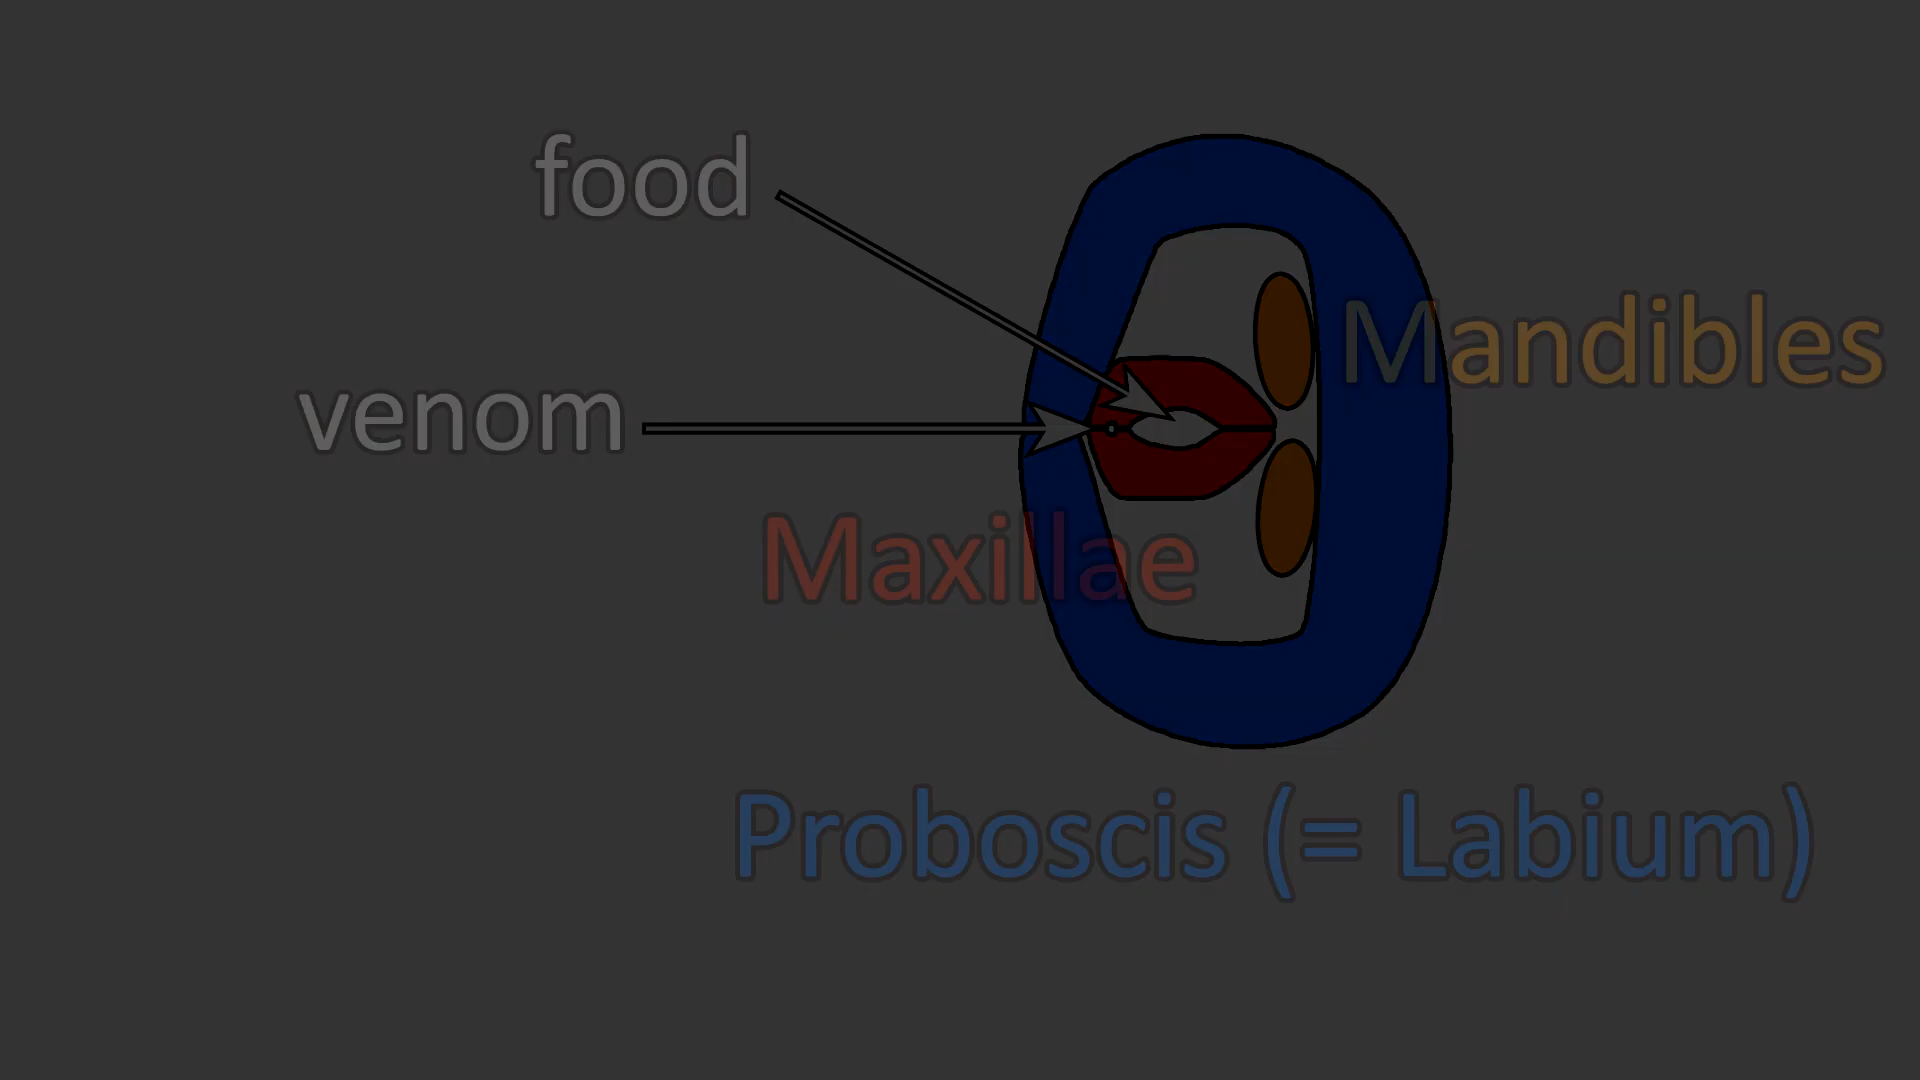 food
Mandibles
venom
Maxillae
Proboscis (= Labium)